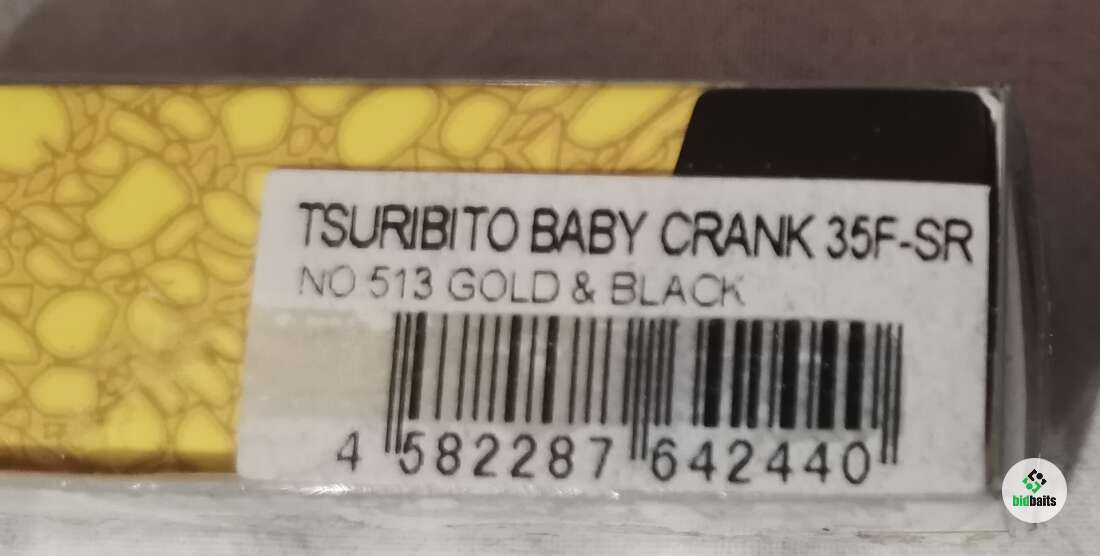 TSURIBITO BABY CRANK 35F-SR
NO 513 GOLD & BLACK
4 582287 642440
bidbaits